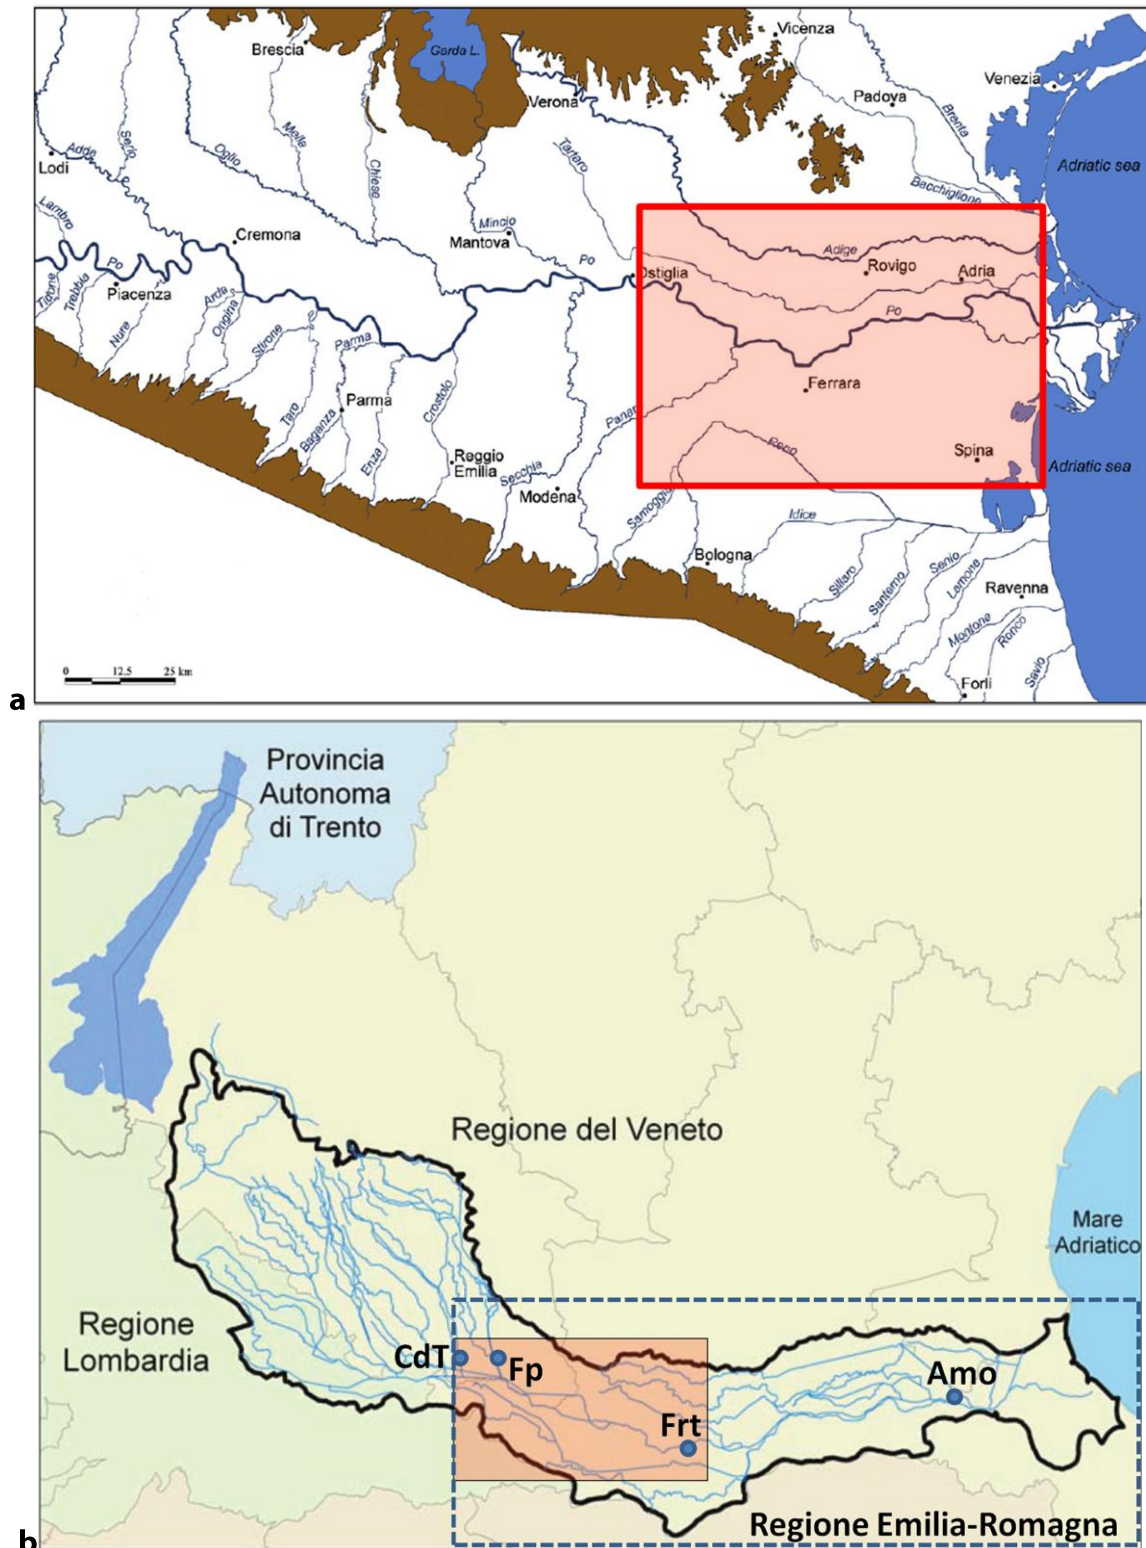 Vicenza
Brescia
Garda L.
Venezia
Verona
Padova
Brenta
Serio
Mella
Adda
Oglio
Tartaro
Chiese
Lodi
Adriatic sea
Bacchiglione
Lambro
Mincio
Cremona
Mantova
Adige
Po
Po
Rovigo
Adria
Ostiglia
Tidone
Trebbia
Piacenza
Arda
Ongina
Po
Nure
Stirone
Parma
Ferrara
Crostolo
Parma
Taro
Baganza
Panar
Reno
Enza
Reggio
Emilia
Spina
Adriatic sea
Secchia
Modena
Samoggia
Idice
Bologna
Senio
Sillaro
Santerno
Lamone
Ravenna
Montone
Ronco
Savio
Forlì
0 12.5 25 km
a
Provincia
Autonoma
di Trento
Regione del Veneto
Mare
Adriatico
Regione
Lombardia
CdT
Fp
Amo
Frt
Regione Emilia-Romagna
b